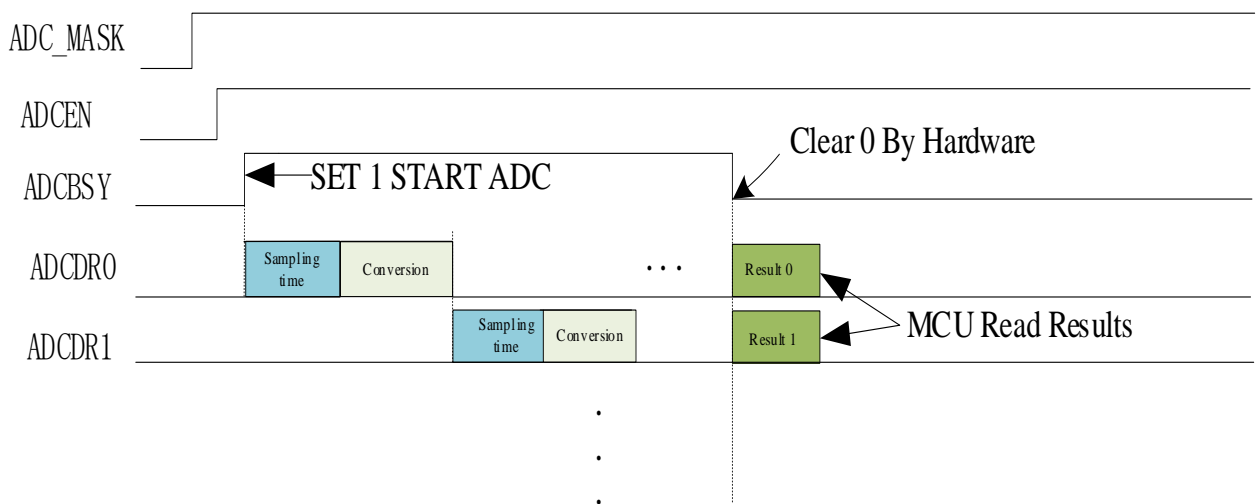 ADC_MASK
ADCEN
Clear 0 By Hardware
ADCBSY
SET 1 START ADC
ADCDR0
Sampling
time
Conversion
...
Result 0
MCU Read Results
ADCDR1
Sampling
time
Conversion
Result 1
.
.
.